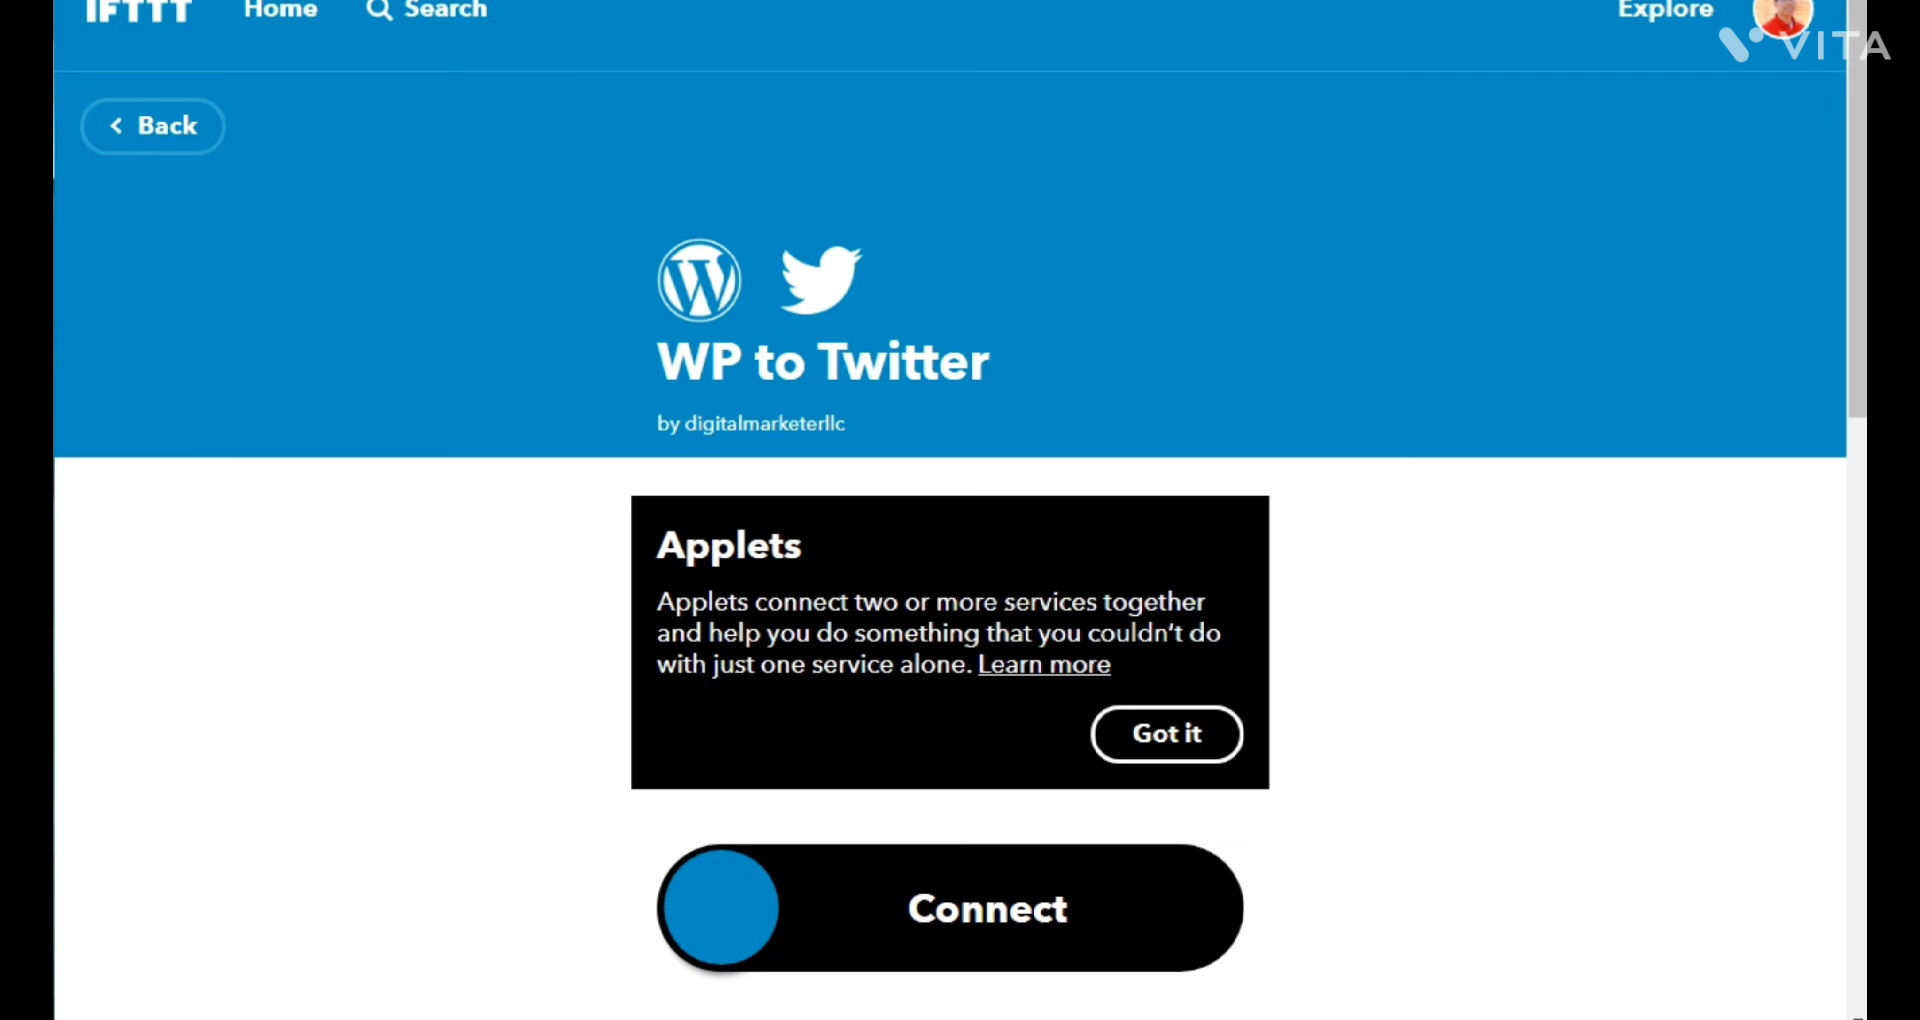 IFTTT Home Search Explore
VITA
Back
WP to Twitter
by digitalmarketerllc
Applets
Applets connect two or more services together
and help you do something that you couldn't do
with just one service alone. Learn more
Got it
Connect